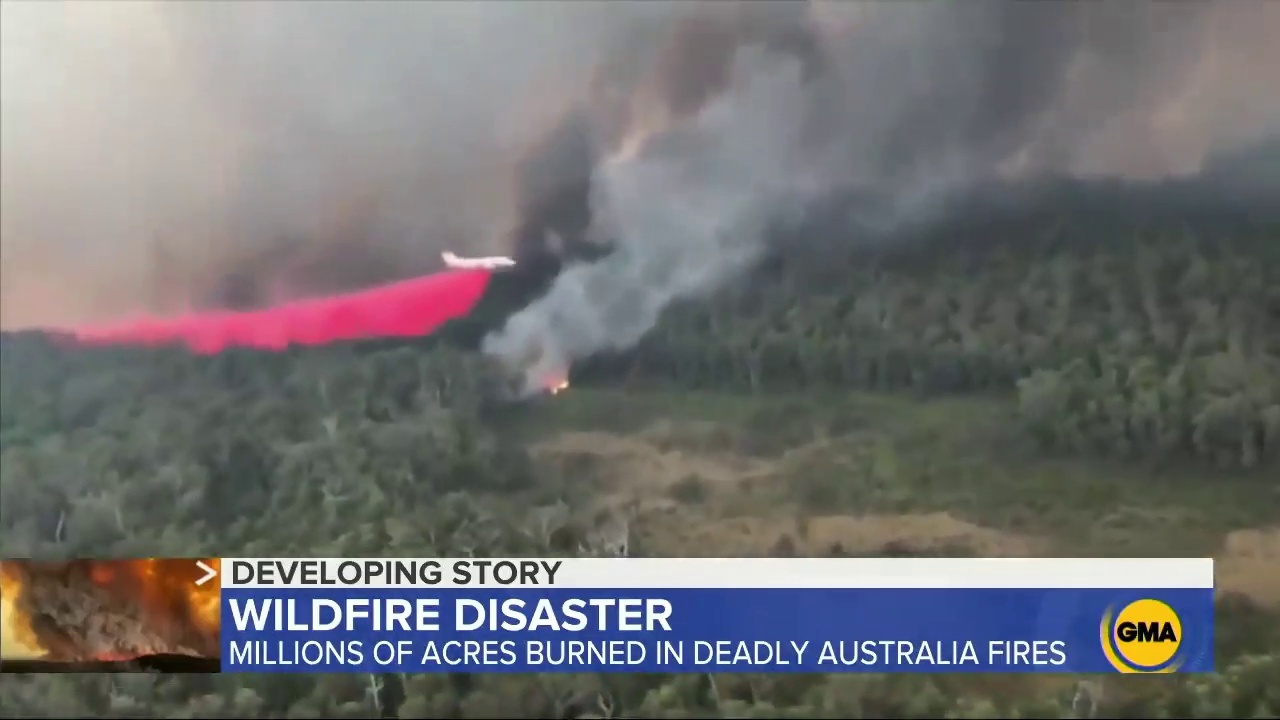 DEVELOPING STORY
WILDFIRE DISASTER
MILLIONS OF ACRES BURNED IN DEADLY AUSTRALIA FIRES
GMA